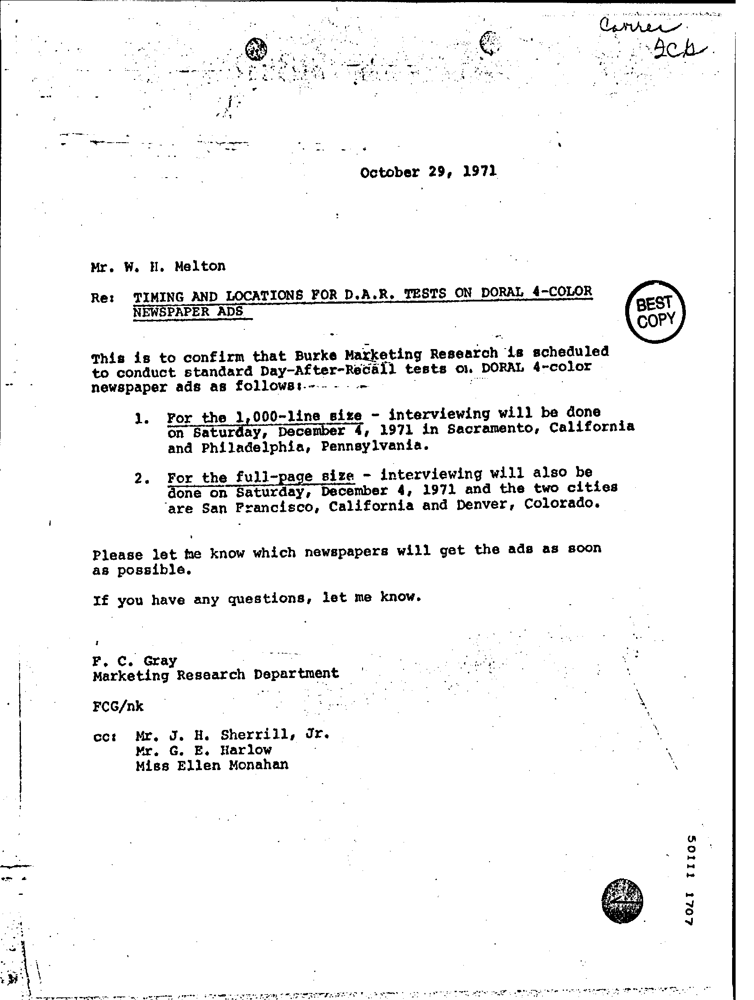 October 29, 1971
Mr. W. H. Melton
Re: TIMING AND LOCATIONS FOR D.A.R. TESTS ON DORAL 4-COLOR
NEWSPAPER ADS
BEST
COPY
This is to confirm that Burke Marketing Research is scheduled
to conduct standard Day-After-Recall tests on DORAL 4-color
newspaper ads as follows:
1. For the 1,000-line size - interviewing will be done
on Saturday, December 4, 1971 in Sacramento, California
and Philadelphia, Pennsylvania.
2. For the full-page size - interviewing will also be
done on Saturday, December 4, 1971 and the two cities
are San Francisco, California and Denver, Colorado.
Please let me know which newspapers will get the ads as soon
as possible.
If you have any questions, let me know.
F. C. Gray
Marketing Research Department
FCG/nk
cc: Mr. J. H. Sherrill, Jr.
Mr. G. E. Harlow
Miss Ellen Monahan
50111 1707